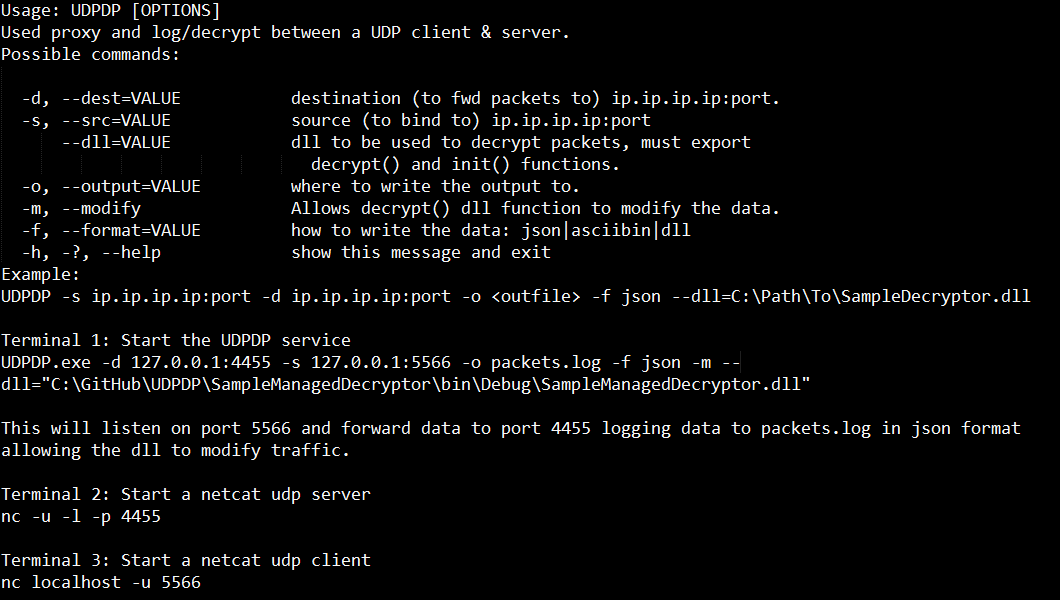 Usage: UDPDP [OPTIONS]
Used proxy and log/decrypt between a UDP client & server.
Possible commands:
-d, --dest=VALUE destination (to fwd packets to) ip.ip.ip.ip:port.
-s, --src=VALUE source (to bind to) ip.ip.ip.ip:port
--dll=VALUE dll to be used to decrypt packets, must export
decrypt() and init() functions.
-o, --output=VALUE where to write the output to.
-m, --modify Allows decrypt() dll function to modify the data.
-f, --format=VALUE how to write the data: json|asciibin|dll
-h, -?, --help show this message and exit
Example:
UDPDP -s ip.ip.ip.ip:port -d ip.ip.ip.ip:port -o <outfile> -f json --dll=C:\Path\To\SampleDecryptor.dll
Terminal 1: Start the UDPDP service
UDPDP.exe -d 127.0.0.1:4455 -s 127.0.0.1:5566 -o packets.log -f json -m --
dll="C:\GitHub\UDPDP\SampleManagedDecryptor\bin\Debug\SampleManagedDecryptor.dll"
This will listen on port 5566 and forward data to port 4455 logging data to packets.log in json format
allowing the dll to modify traffic.
Terminal 2: Start a netcat udp server
nc -u -l -p 4455
Terminal 3: Start a netcat udp client
nc localhost -u 5566